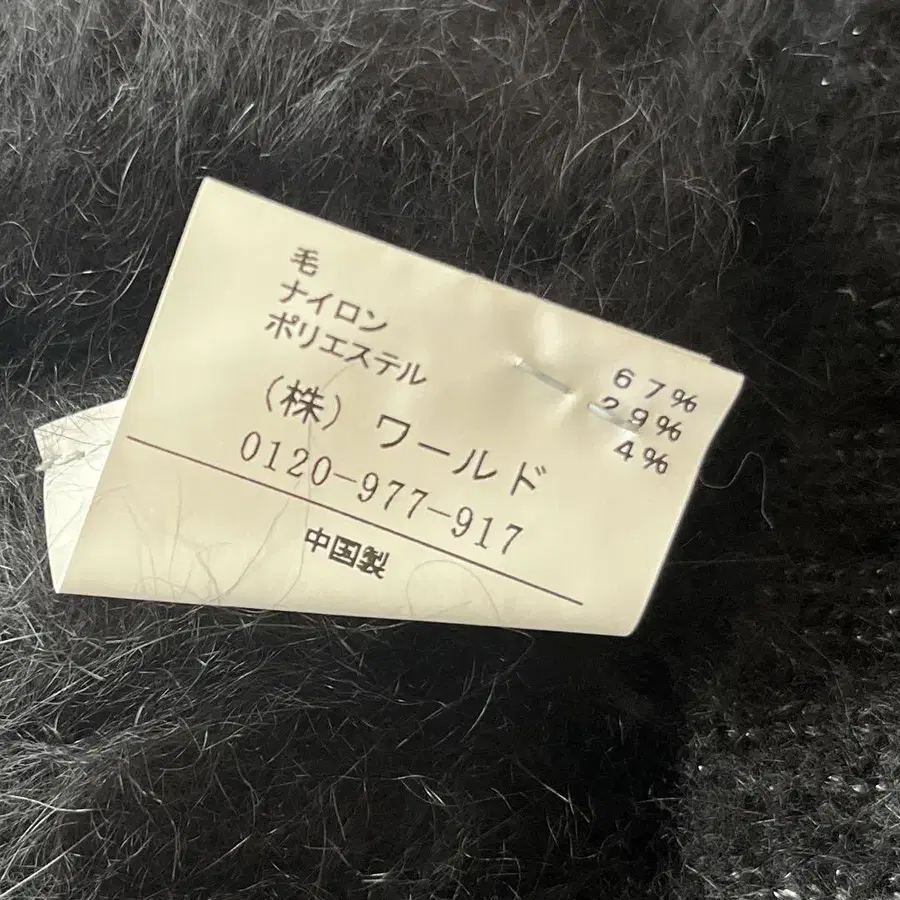 毛 67%
ナイロン 29%
ポリエステル 4%
(株) ワールド
0120-977-917
中国製